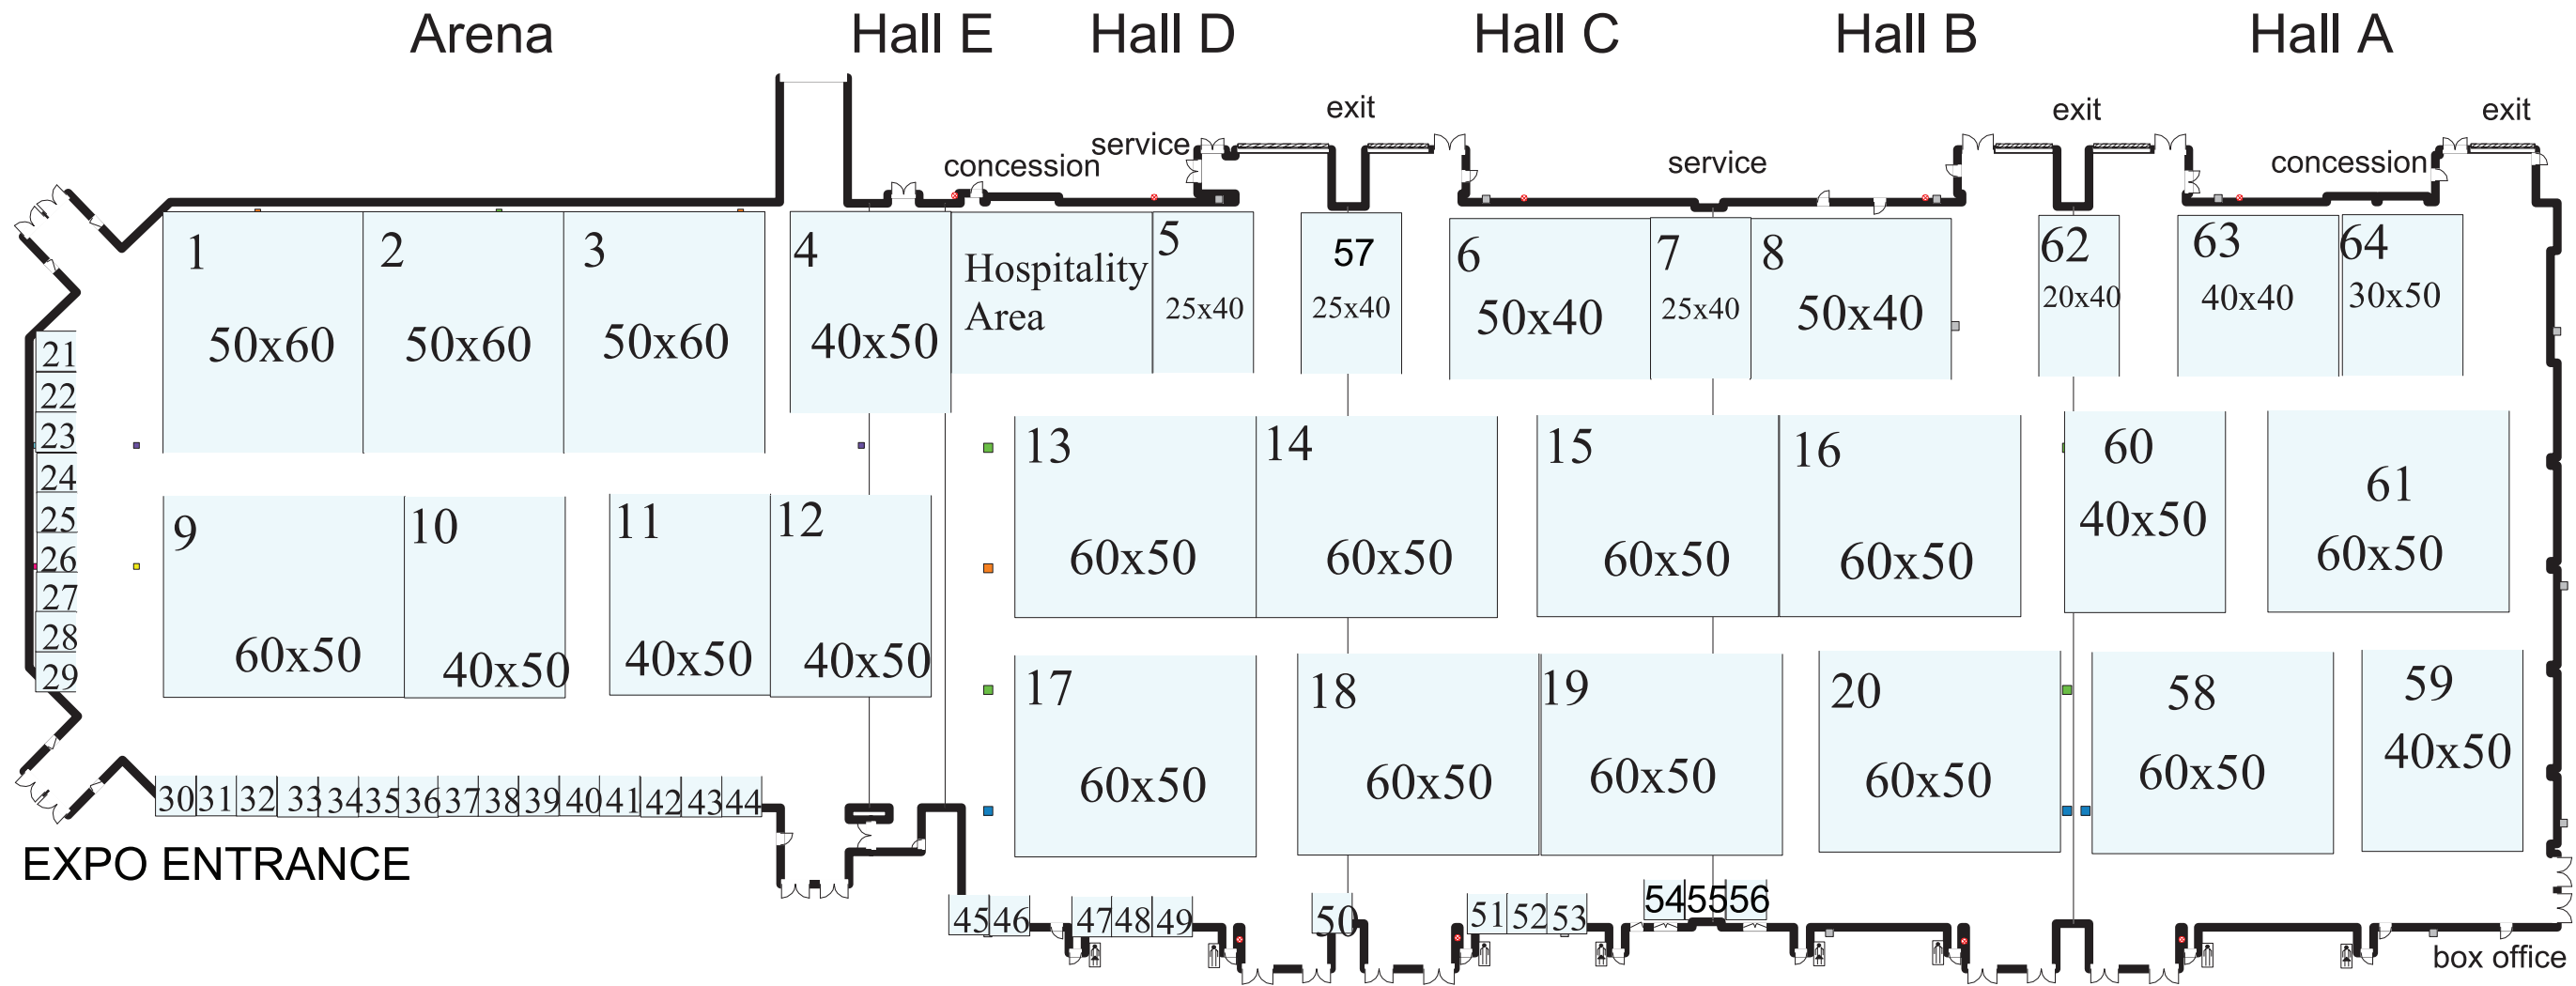 Arena Hall E Hall D Hall C Hall B Hall A
exit exit exit
service service
concession concession
1 2 3 4 5 57 6 7 8 62 63 64
Hospitality
Area
50x60 50x60 50x60 40x50 25x40 25x40 50x40 25x40 50x40 20x40 40x40 30x50
21
22
23
24
25
26
27
28
29
13 14 15 16 60 61
60x50 60x50 60x50 60x50 40x50 60x50
9 10 11 12
60x50 40x50 40x50 40x50
17 18 19 20 58 59
60x50 60x50 60x50 60x50 60x50 40x50
30 31 32 33 34 35 36 37 38 39 40 41 42 43 44
EXPO ENTRANCE
45 46 47 48 49 50 51 52 53 54 55 56
box office